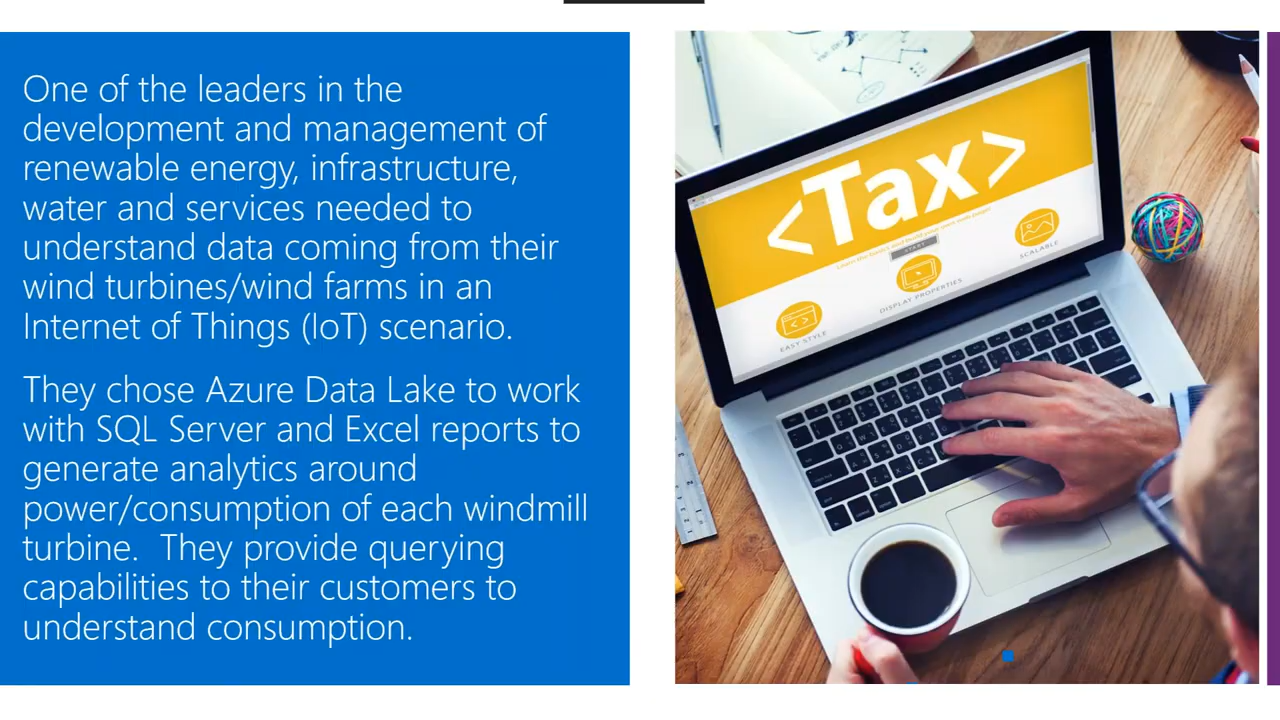 One of the leaders in the
development and management of
renewable energy, infrastructure,
water and services needed to
understand data coming from their
wind turbines/wind farms in an
Internet of Things (IoT) scenario.
They chose Azure Data Lake to work
with SQL Server and Excel reports to
generate analytics around
power/consumption of each windmill
turbine.  They provide querying
capabilities to their customers to
understand consumption.
<Tax>
START
EASY STYLE
DISPLAY PROPERTIES
SCALABLE